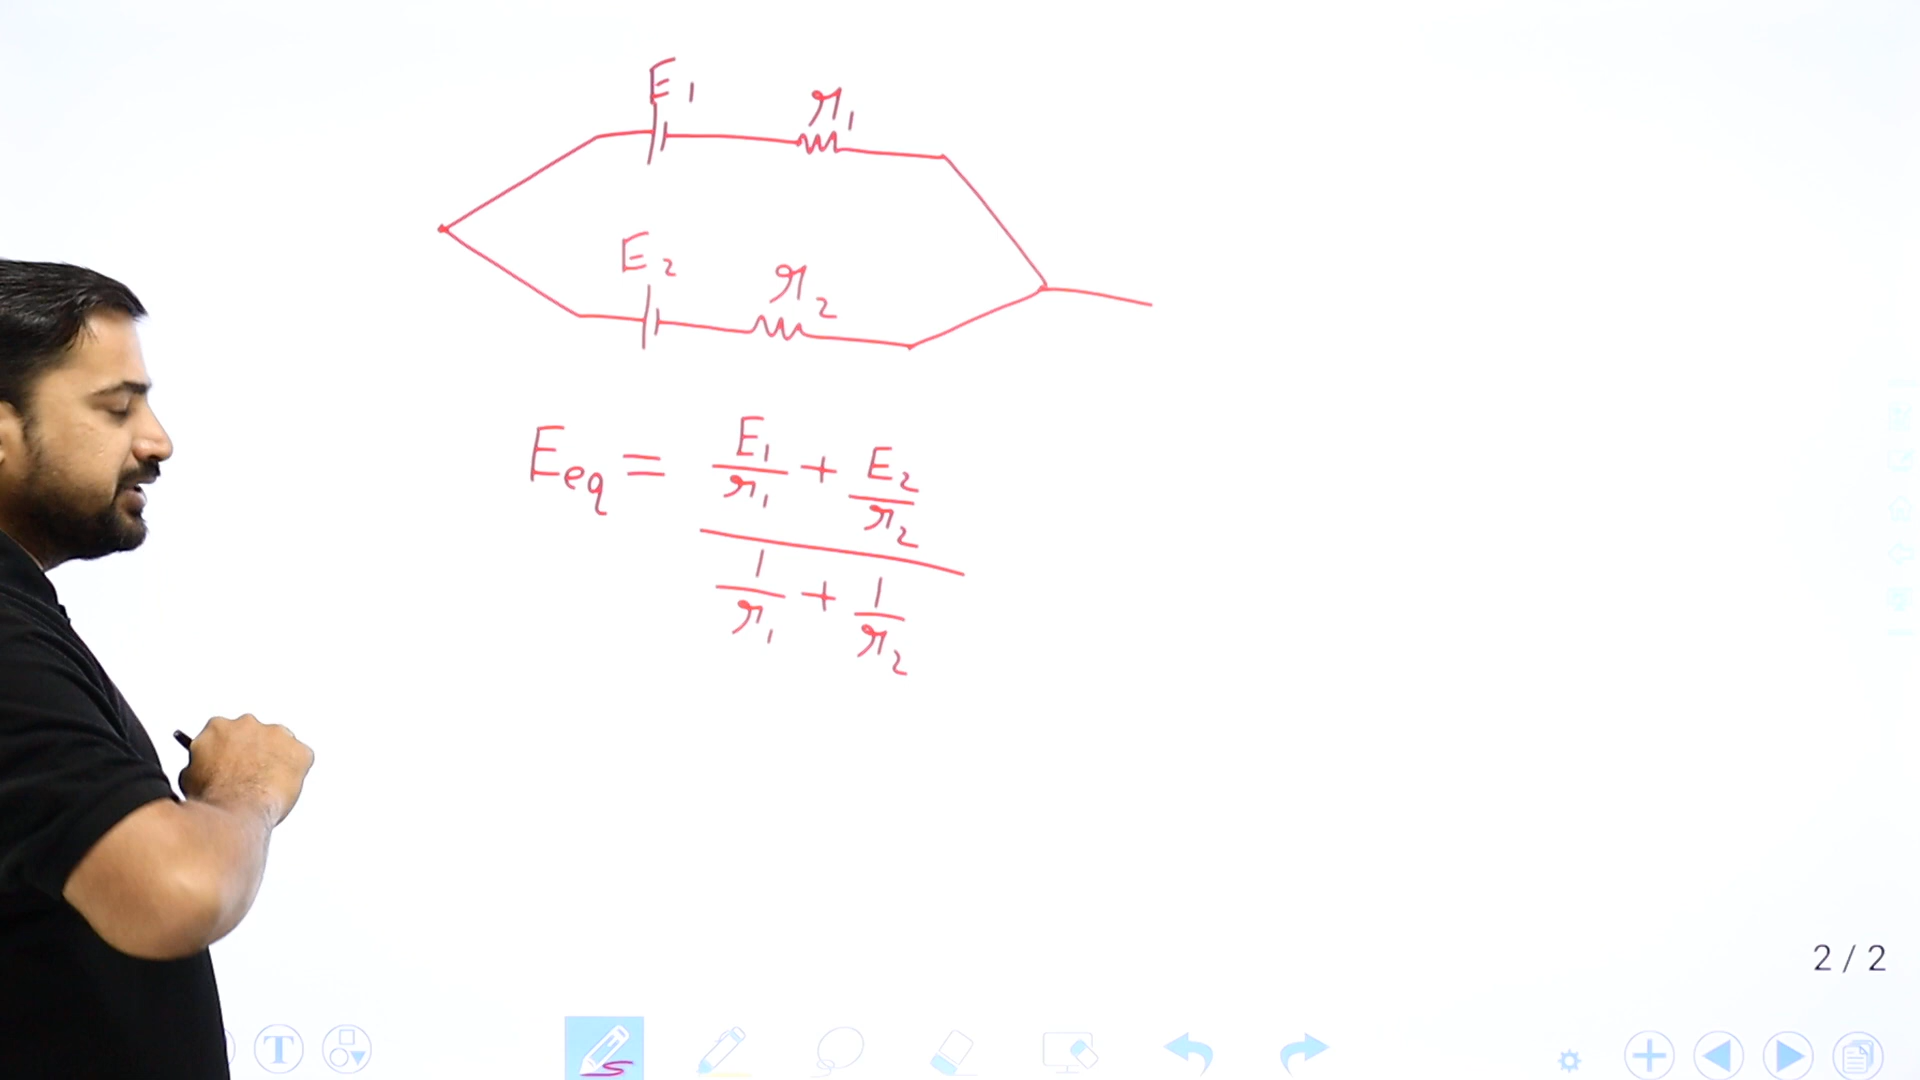 E₁
r₁
E₂
r₂
Eeq = (E₁/r₁ + E₂/r₂) / (1/r₁ + 1/r₂)
2 / 2
T